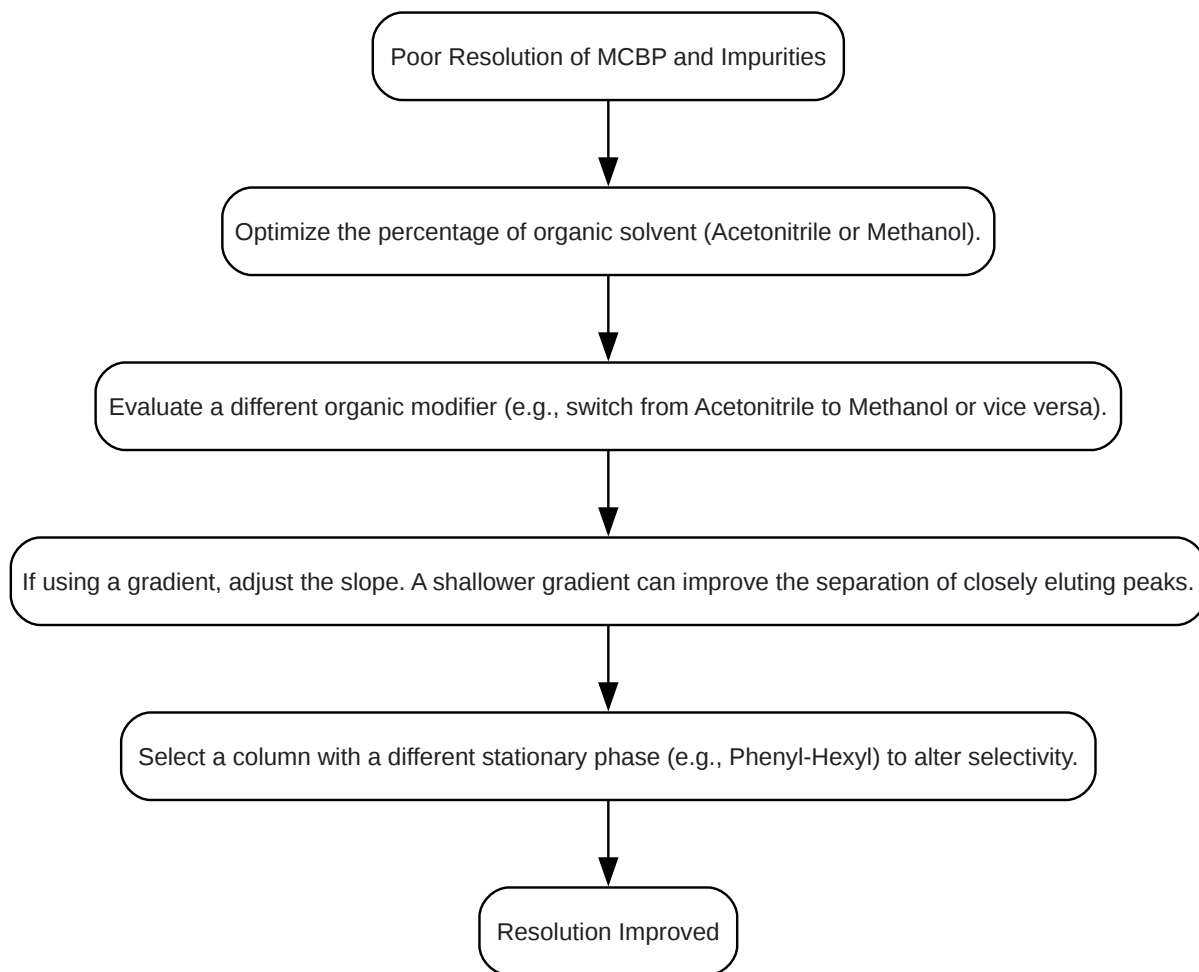 Poor Resolution of MCBP and Impurities
Optimize the percentage of organic solvent (Acetonitrile or Methanol).
Evaluate a different organic modifier (e.g., switch from Acetonitrile to Methanol or vice versa).
If using a gradient, adjust the slope. A shallower gradient can improve the separation of closely eluting peaks.
Select a column with a different stationary phase (e.g., Phenyl-Hexyl) to alter selectivity.
Resolution Improved